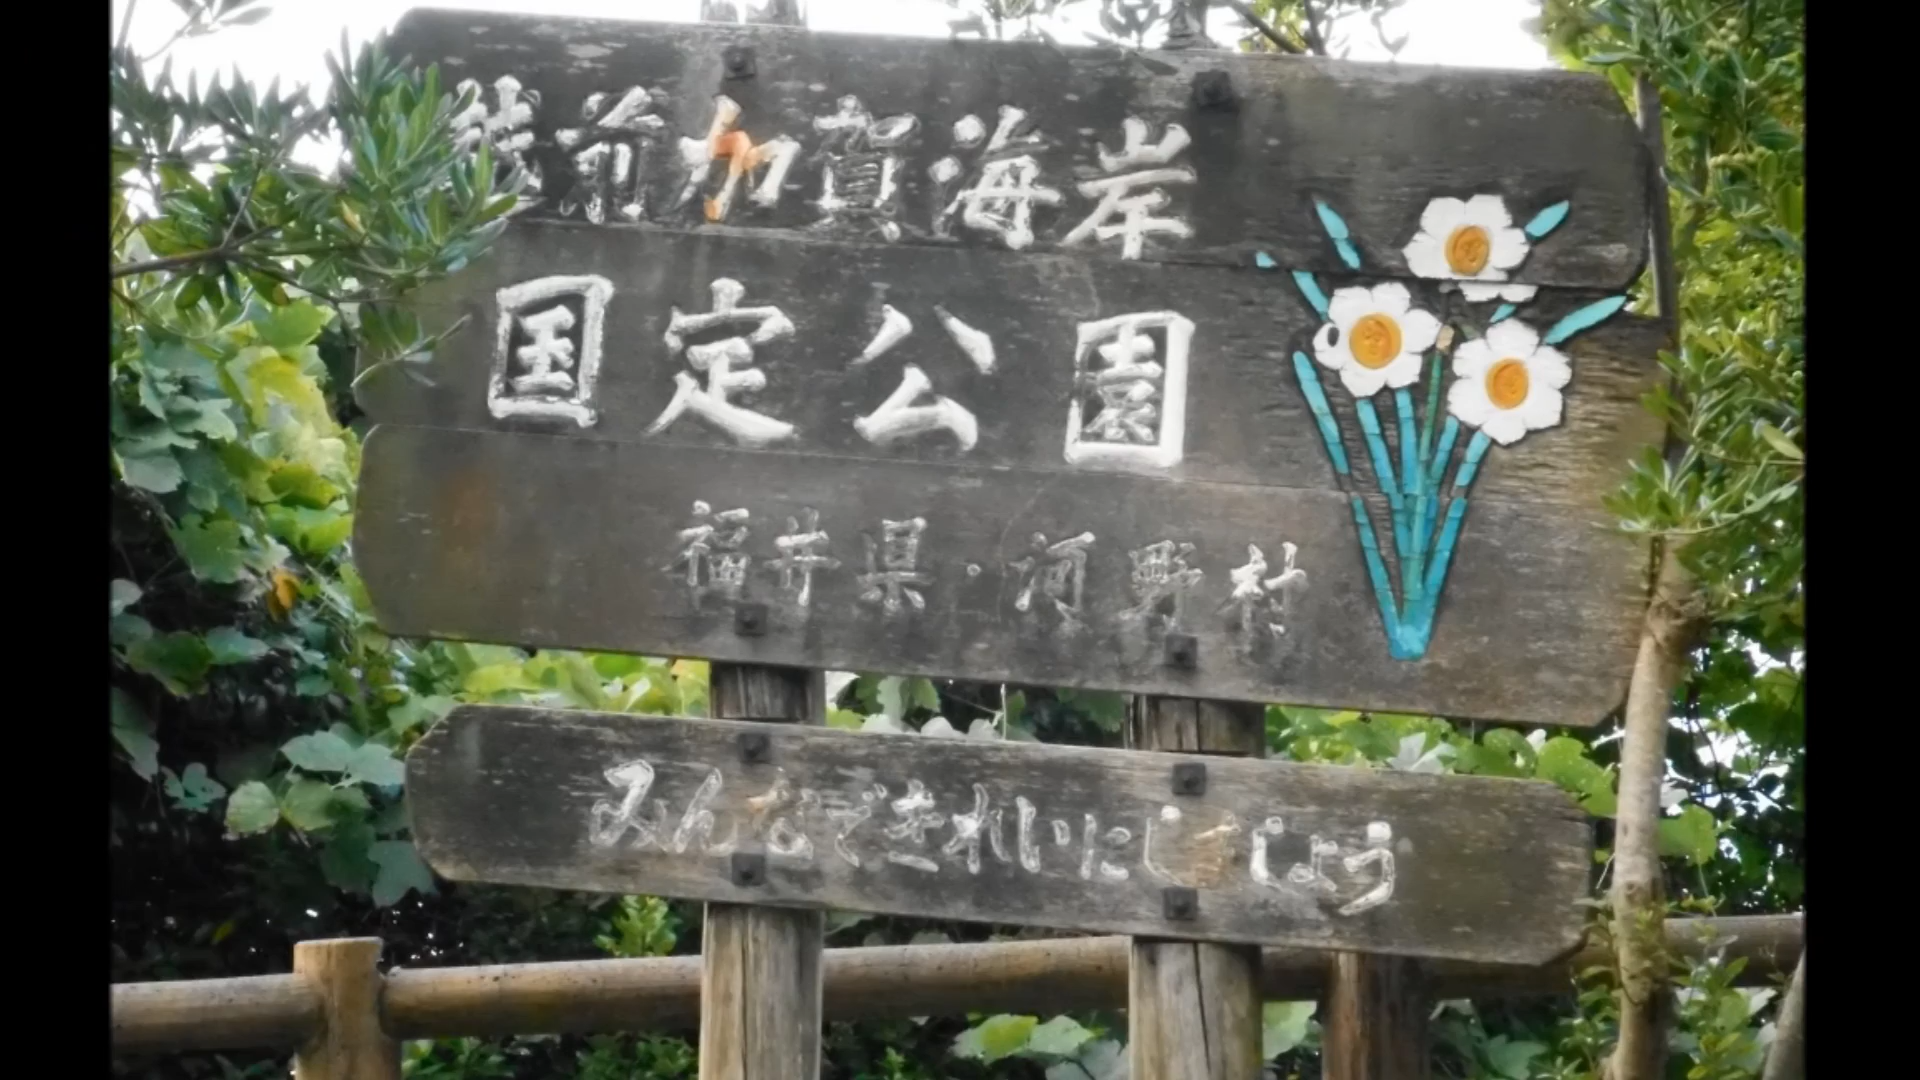 越前加賀海岸
国定公園
福井県・河野村
みんなできれいにしましょう